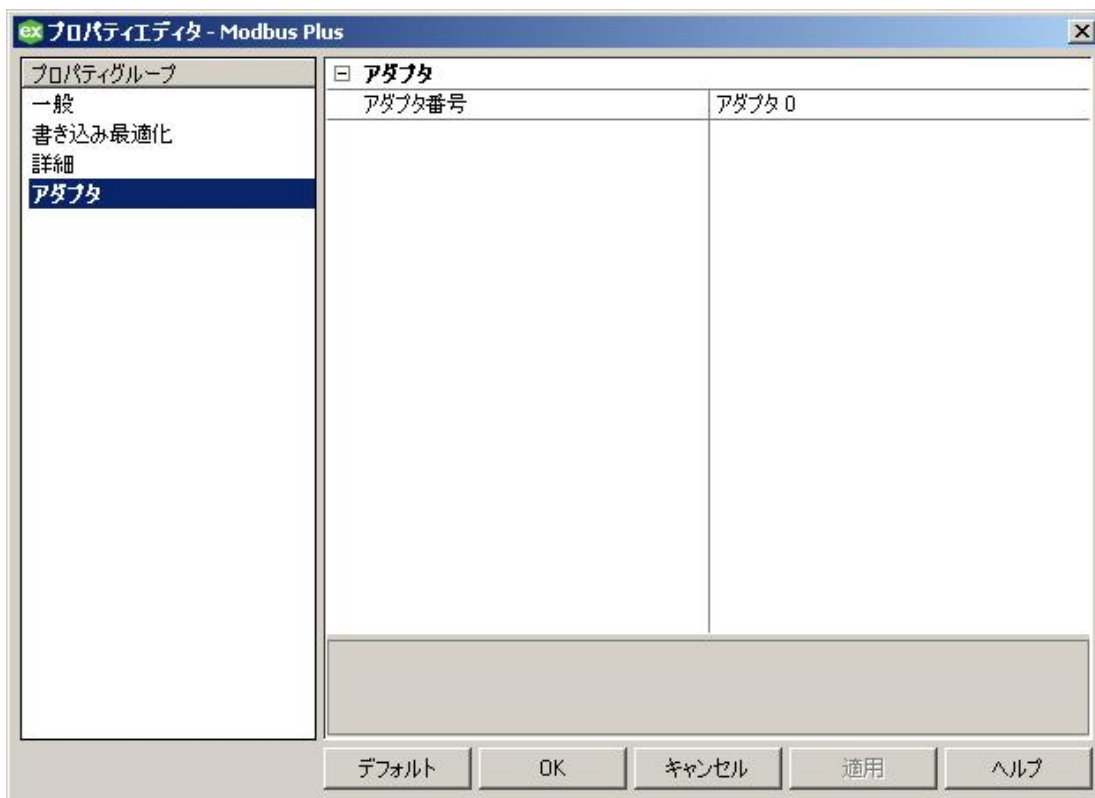 ex プロパティエディタ - Modbus Plus
プロパティグループ
一般
書き込み最適化
詳細
アダプタ
アダプタ
アダプタ番号 アダプタ 0
デフォルト OK キャンセル 適用 ヘルプ